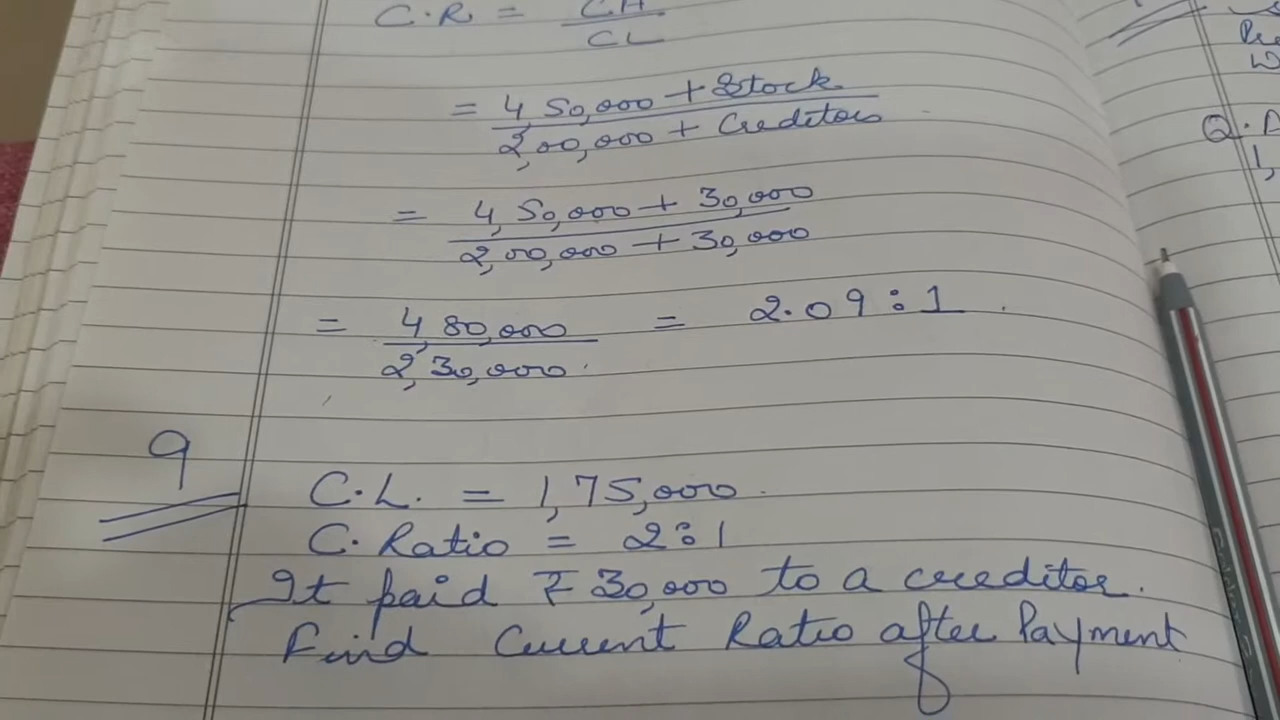 C.R = CA
CL
= 4,50,000 + Stock
2,00,000 + Creditors
= 4,50,000 + 30,000
2,00,000 + 30,000
= 4,80,000 = 2.09 : 1
2,30,000
9
C.L. = 1,75,000
C. Ratio = 2:1
It paid ₹ 30,000 to a creditor.
Find Current Ratio after Payment
Q.
1,